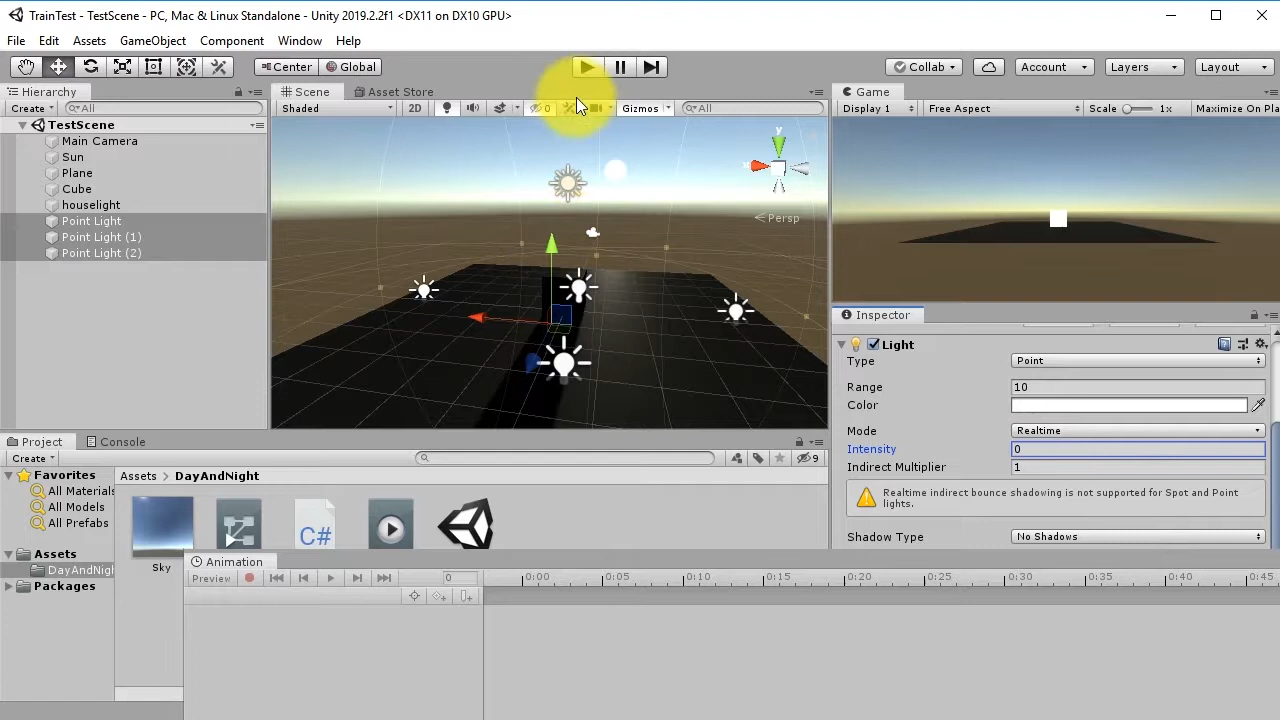 TrainTest - TestScene - PC, Mac & Linux Standalone - Unity 2019.2.2f1 <DX11 on DX10 GPU>
File Edit Assets GameObject Component Window Help
Center Global Collab Account Layers Layout
Hierarchy
Create All
TestScene
Main Camera
Sun
Plane
Cube
houselight
Point Light
Point Light (1)
Point Light (2)
Scene Asset Store
Shaded 2D 0 Gizmos All
y
x
Persp
Game
Display 1 Free Aspect Scale 1x Maximize On Pl
Inspector
Light
Type Point
Range 10
Color
Mode Realtime
Intensity 0
Indirect Multiplier 1
Realtime indirect bounce shadowing is not supported for Spot and Point
lights.
Shadow Type No Shadows
Project Console
Create 9
Favorites
All Materials
All Models
All Prefabs
Assets
DayAndNigh
Packages
Assets > DayAndNight
C#
Sky
Animation
Preview 0 0:00 0:05 0:10 0:15 0:20 0:25 0:30 0:35 0:40 0:45